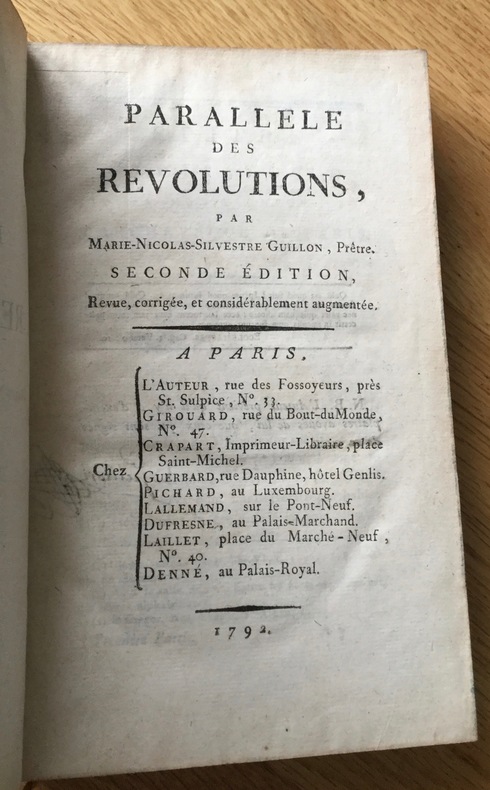 PARALLELE
DES
REVOLUTIONS,
PAR
MARIE-NICOLAS-SILVESTRE GUILLON, Prêtre.
SECONDE ÉDITION,
Revue, corrigée, et considérablement augmentée.
A PARIS,
Chez
L'AUTEUR, rue des Fossoyeurs, près
St. Sulpice, N°. 33.
GIROUARD, rue du Bout-duMonde,
N°. 47.
CRAPART, Imprimeur-Libraire, place
Saint-Michel.
GUERBARD, rue Dauphine, hôtel Genlis.
PICHARD, au Luxembourg.
LALLEMAND, sur le Pont-Neuf.
DUFRESNE, au Palais-Marchand.
LAILLET, place du Marché-Neuf,
N°. 40.
DENNÉ, au Palais-Royal.
1792.